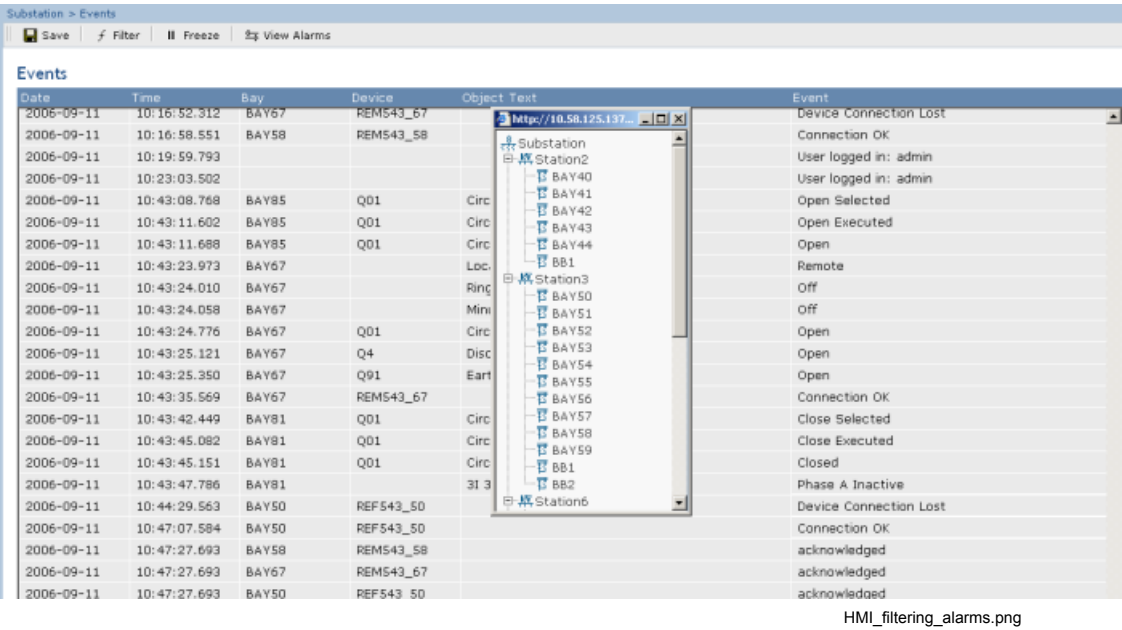 Substation > Events
Save Filter Freeze View Alarms
Events
Date Time Bay Device Object Text Event
2006-09-11 10:16:52.312 BAY67 REM543_67 Device Connection Lost
2006-09-11 10:16:58.551 BAY58 REM543_58 Connection OK
2006-09-11 10:19:59.793 User logged in: admin
2006-09-11 10:23:03.502 User logged in: admin
2006-09-11 10:43:08.768 BAY85 Q01 Circ Open Selected
2006-09-11 10:43:11.602 BAY85 Q01 Circ Open Executed
2006-09-11 10:43:11.688 BAY85 Q01 Circ Open
2006-09-11 10:43:23.973 BAY67 Loc Remote
2006-09-11 10:43:24.010 BAY67 Ring Off
2006-09-11 10:43:24.058 BAY67 Min Off
2006-09-11 10:43:24.776 BAY67 Q01 Circ Open
2006-09-11 10:43:25.121 BAY67 Q4 Disc Open
2006-09-11 10:43:25.350 BAY67 Q91 Eart Open
2006-09-11 10:43:35.569 BAY67 REM543_67 Connection OK
2006-09-11 10:43:42.449 BAY81 Q01 Circ Close Selected
2006-09-11 10:43:45.082 BAY81 Q01 Circ Close Executed
2006-09-11 10:43:45.151 BAY81 Q01 Circ Closed
2006-09-11 10:43:47.786 BAY81 3I 3 Phase A Inactive
2006-09-11 10:44:29.563 BAY50 REF543_50 Device Connection Lost
2006-09-11 10:47:07.584 BAY50 REF543_50 Connection OK
2006-09-11 10:47:27.693 BAY58 REM543_58 acknowledged
2006-09-11 10:47:27.693 BAY67 REM543_67 acknowledged
2006-09-11 10:47:27.693 BAY50 REF543_50 acknowledged
http://10.58.125.137...
Substation
Station2
BAY40
BAY41
BAY42
BAY43
BAY44
BB1
Station3
BAY50
BAY51
BAY52
BAY53
BAY54
BAY55
BAY56
BAY57
BAY58
BAY59
BB1
BB2
Station6
HMI_filtering_alarms.png